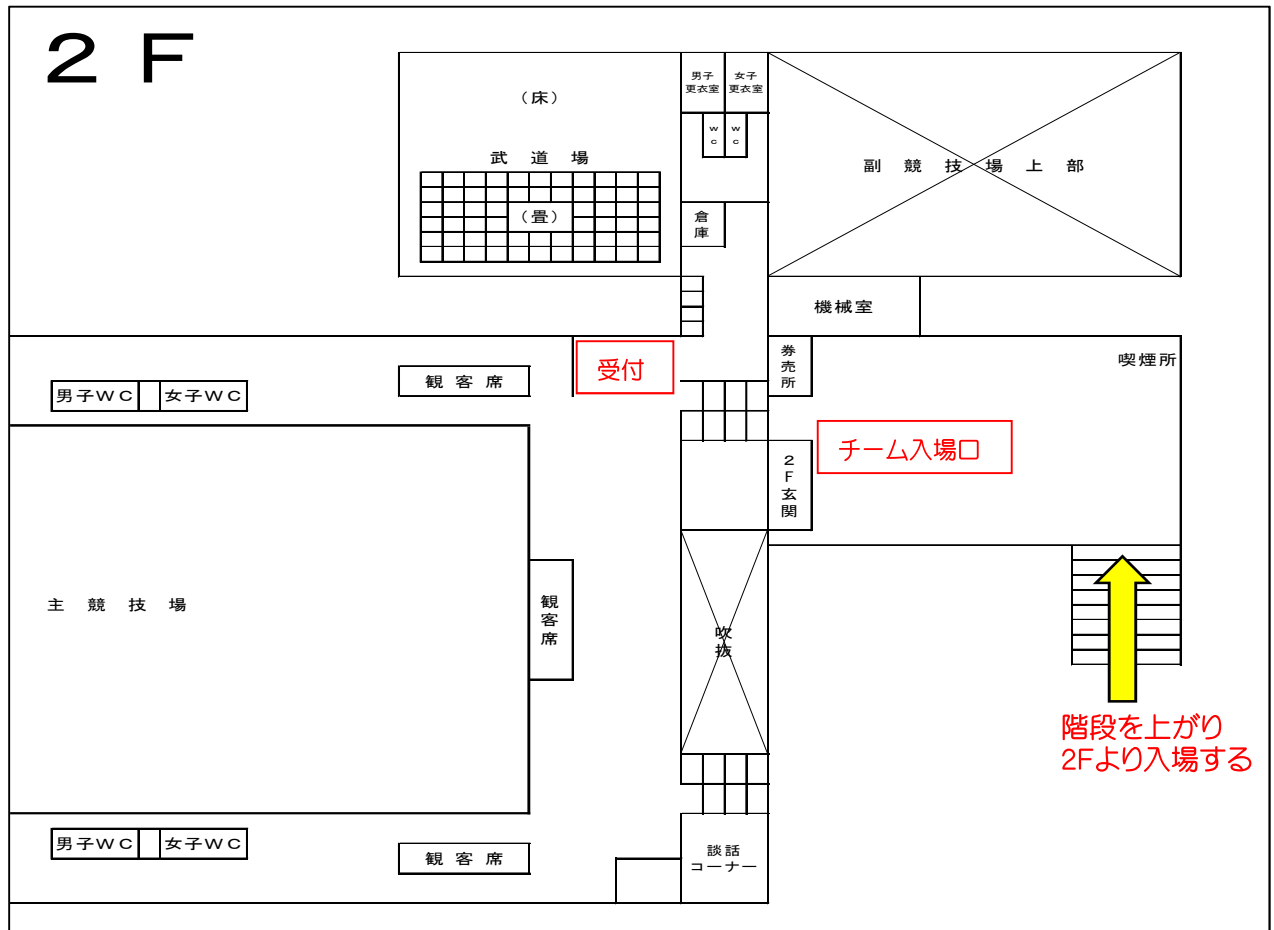 ２Ｆ
（床）
武道場
（畳）
男子
更衣室
女子
更衣室
ＷＣ
ＷＣ
倉庫
副競技場上部
機械室
券売所
喫煙所
受付
観客席
男子ＷＣ
女子ＷＣ
チーム入場口
２Ｆ玄関
主競技場
観客席
吹抜
階段を上がり
2Fより入場する
男子ＷＣ
女子ＷＣ
観客席
談話
コーナー